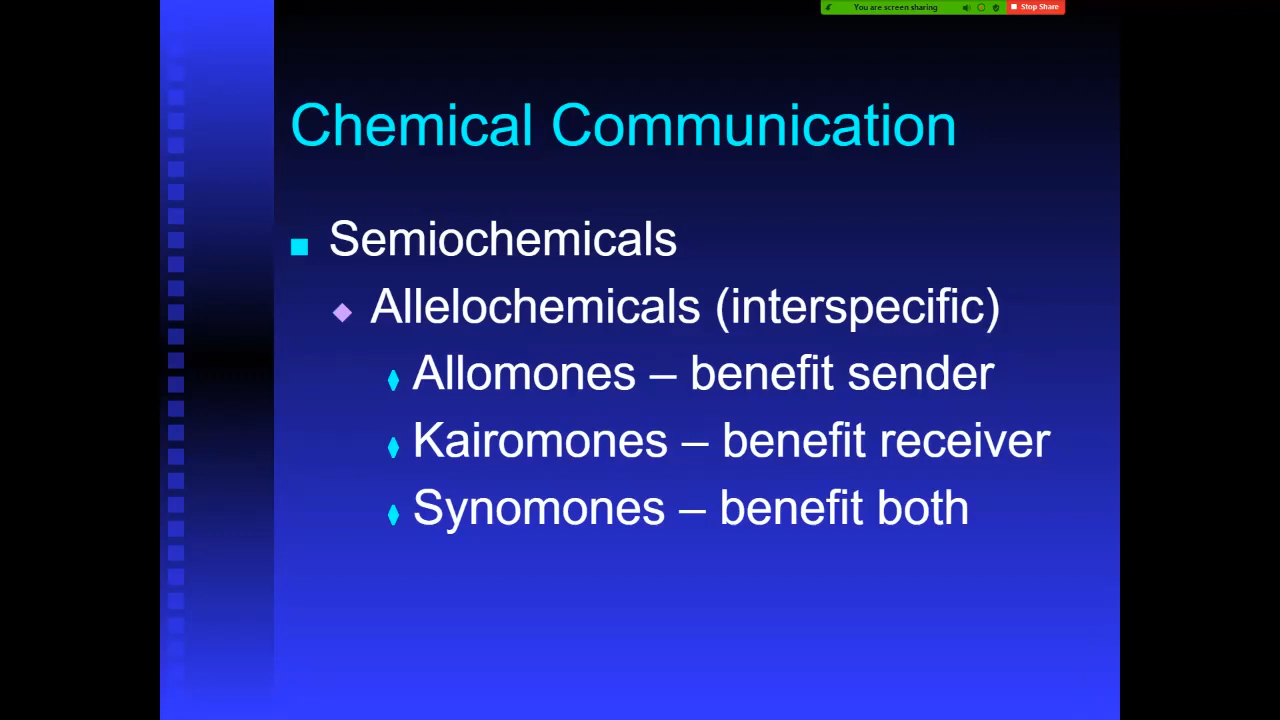 You are screen sharing
Stop Share
Chemical Communication
Semiochemicals
Allelochemicals (interspecific)
Allomones – benefit sender
Kairomones – benefit receiver
Synomones – benefit both